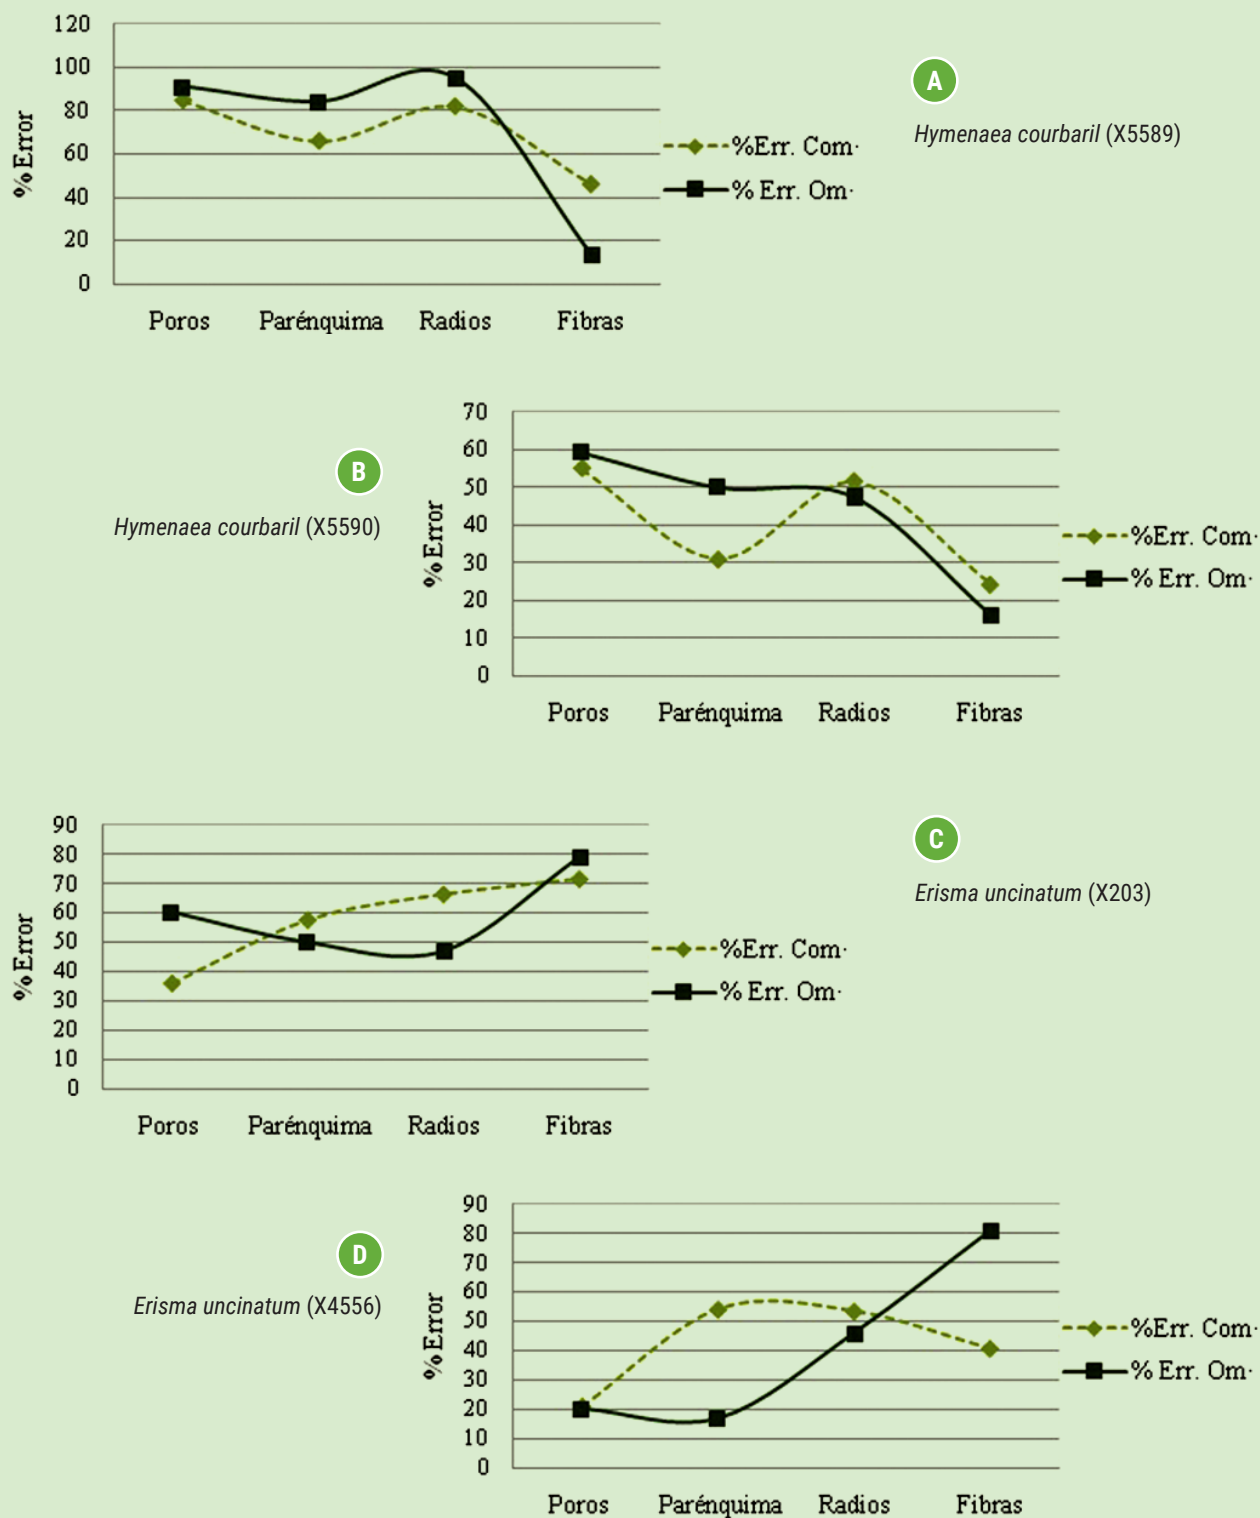 120
100
80
60
40
20
0
%Error
Poros Parénquima Radios Fibras
%Err. Com.
% Err. Om.
A
Hymenaea courbaril (X5589)
B
Hymenaea courbaril (X5590)
70
60
50
40
30
20
10
0
%Error
Poros Parénquima Radios Fibras
%Err. Com.
% Err. Om.
90
80
70
60
50
40
30
20
10
0
%Error
Poros Parénquima Radios Fibras
%Err. Com.
% Err. Om.
C
Erisma uncinatum (X203)
D
Erisma uncinatum (X4556)
90
80
70
60
50
40
30
20
10
0
%Error
Poros Parénquima Radios Fibras
%Err. Com.
% Err. Om.